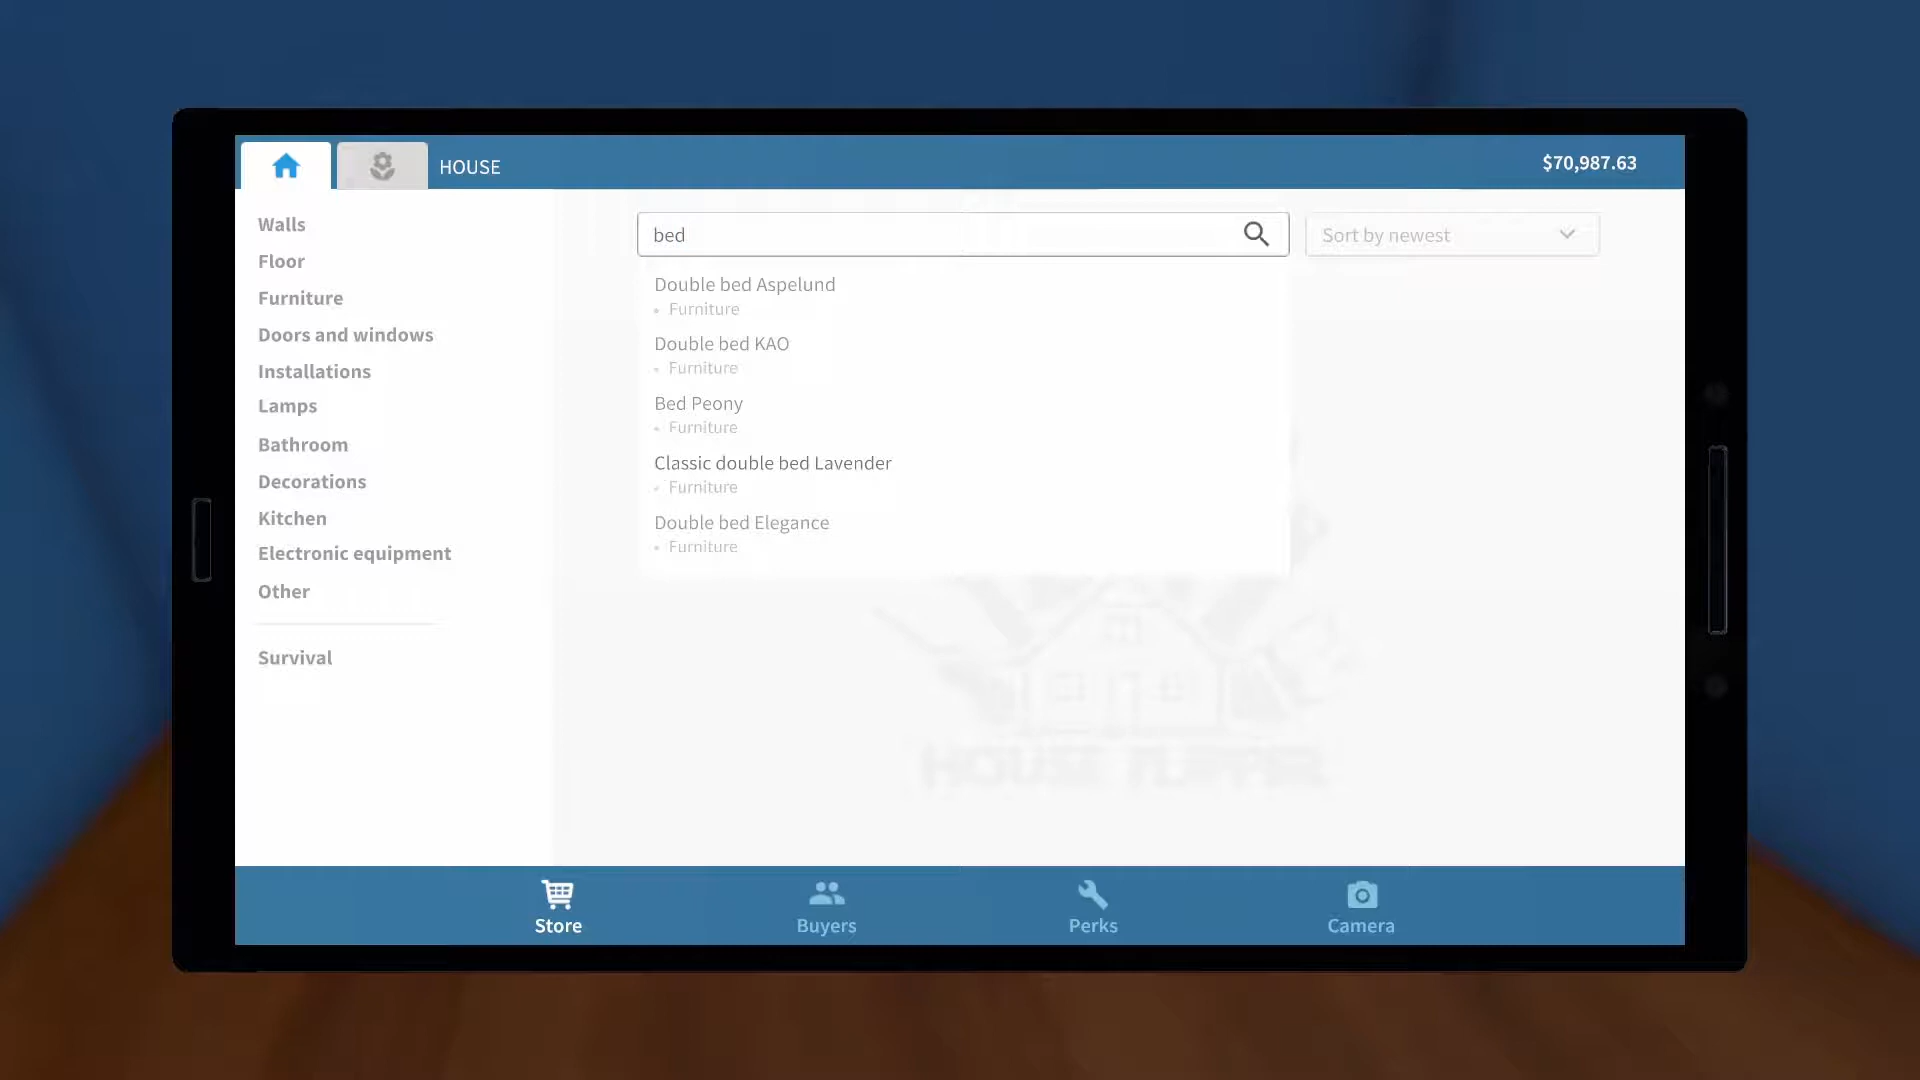 HOUSE
$70,987.63
Walls
Floor
Furniture
Doors and windows
Installations
Lamps
Bathroom
Decorations
Kitchen
Electronic equipment
Other
Survival
bed
Sort by newest
Double bed Aspelund
• Furniture
Double bed KAO
• Furniture
Bed Peony
• Furniture
Classic double bed Lavender
• Furniture
Double bed Elegance
• Furniture
HOUSE FLIPPER
Store
Buyers
Perks
Camera